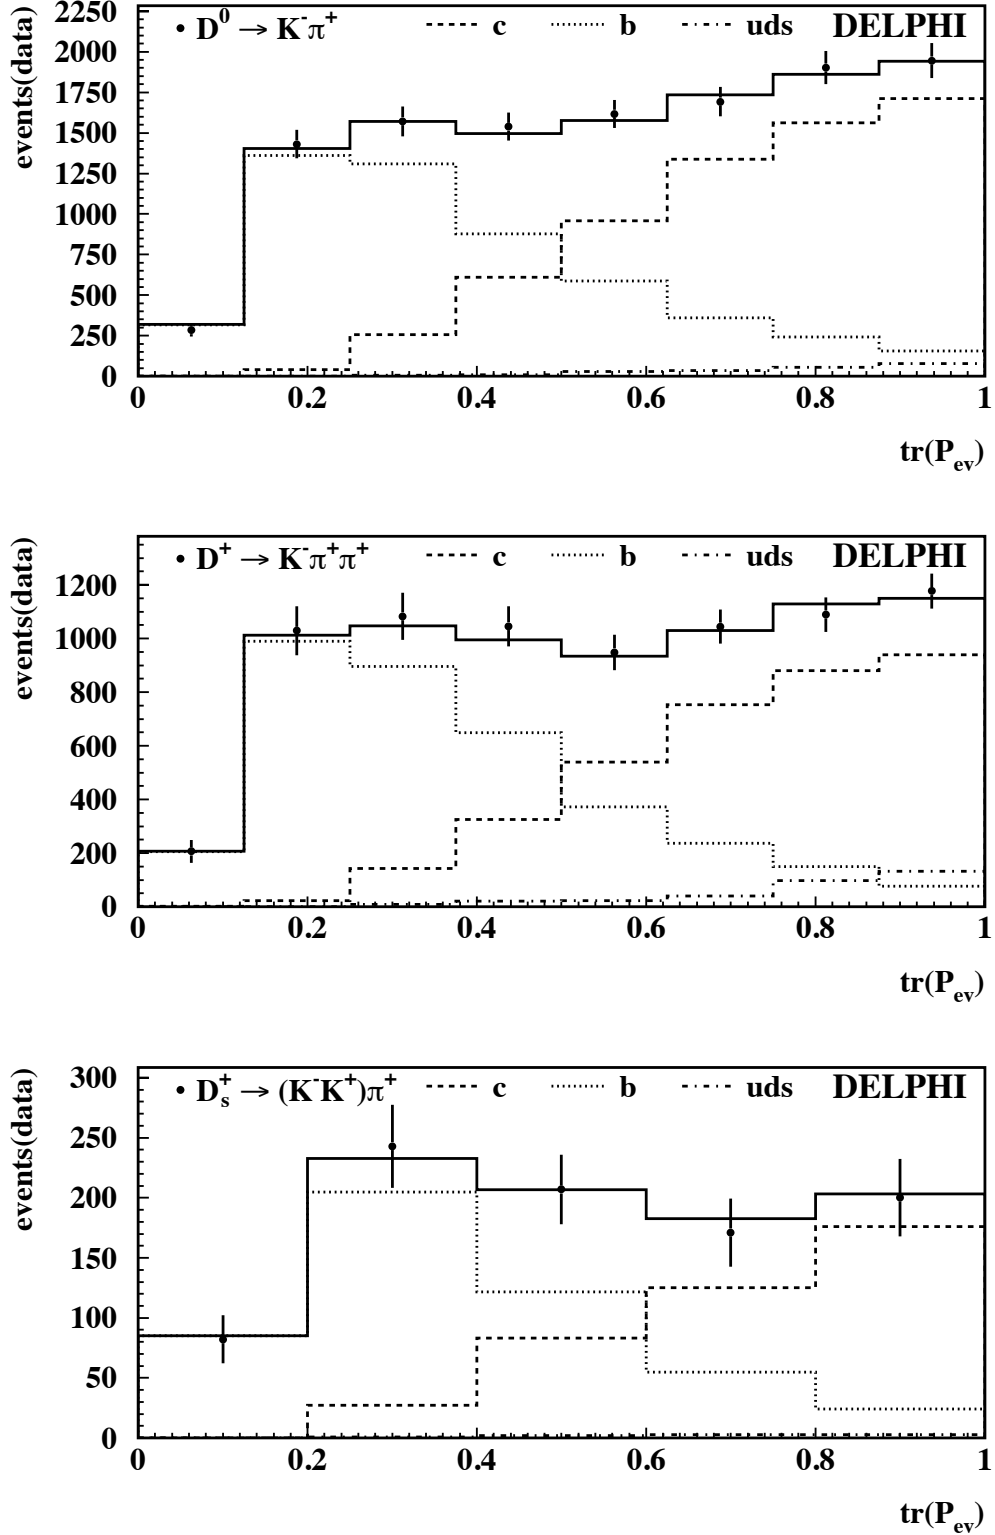 D⁰ → K⁻π⁺ c b uds DELPHI
events(data)
2250
2000
1750
1500
1250
1000
750
500
250
0
0 0.2 0.4 0.6 0.8 1
tr(P_ev)
D⁺ → K⁻π⁺π⁺ c b uds DELPHI
events(data)
1200
1000
800
600
400
200
0
0 0.2 0.4 0.6 0.8 1
tr(P_ev)
D_s⁺ → (K⁻K⁺)π⁺ c b uds DELPHI
events(data)
300
250
200
150
100
50
0
0 0.2 0.4 0.6 0.8 1
tr(P_ev)